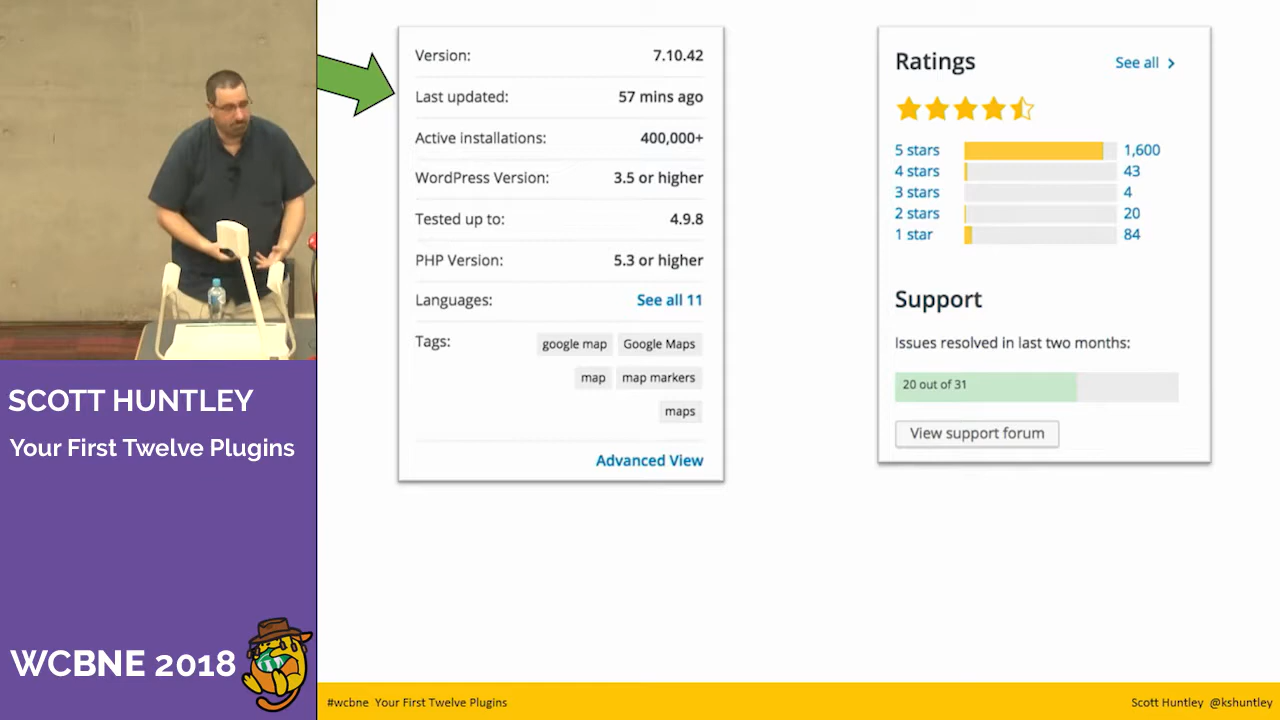 SCOTT HUNTLEY
Your First Twelve Plugins
WCBNE 2018
Version: 7.10.42
Last updated: 57 mins ago
Active installations: 400,000+
WordPress Version: 3.5 or higher
Tested up to: 4.9.8
PHP Version: 5.3 or higher
Languages: See all 11
Tags: google map Google Maps
map map markers
maps
Advanced View
Ratings See all
5 stars 1,600
4 stars 43
3 stars 4
2 stars 20
1 star 84
Support
Issues resolved in last two months:
20 out of 31
View support forum
#wcbne Your First Twelve Plugins
Scott Huntley @kshuntley